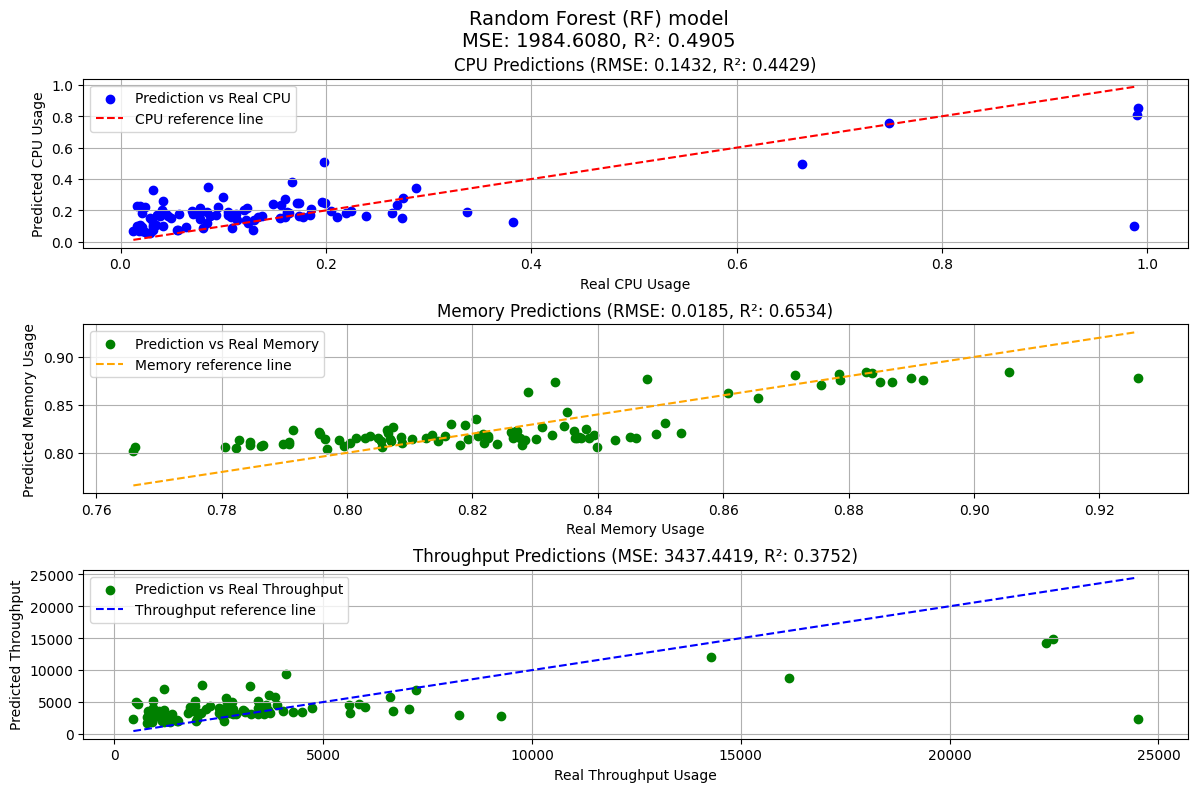 Random Forest (RF) model
MSE: 1984.6080, R²: 0.4905
CPU Predictions (RMSE: 0.1432, R²: 0.4429)
Predicted CPU Usage
1.0
0.8
0.6
0.4
0.2
0.0
Prediction vs Real CPU
CPU reference line
0.0 0.2 0.4 0.6 0.8 1.0
Real CPU Usage
Memory Predictions (RMSE: 0.0185, R²: 0.6534)
Predicted Memory Usage
0.90
0.85
0.80
Prediction vs Real Memory
Memory reference line
0.76 0.78 0.80 0.82 0.84 0.86 0.88 0.90 0.92
Real Memory Usage
Throughput Predictions (MSE: 3437.4419, R²: 0.3752)
Predicted Throughput
25000
20000
15000
10000
5000
0
Prediction vs Real Throughput
Throughput reference line
0 5000 10000 15000 20000 25000
Real Throughput Usage